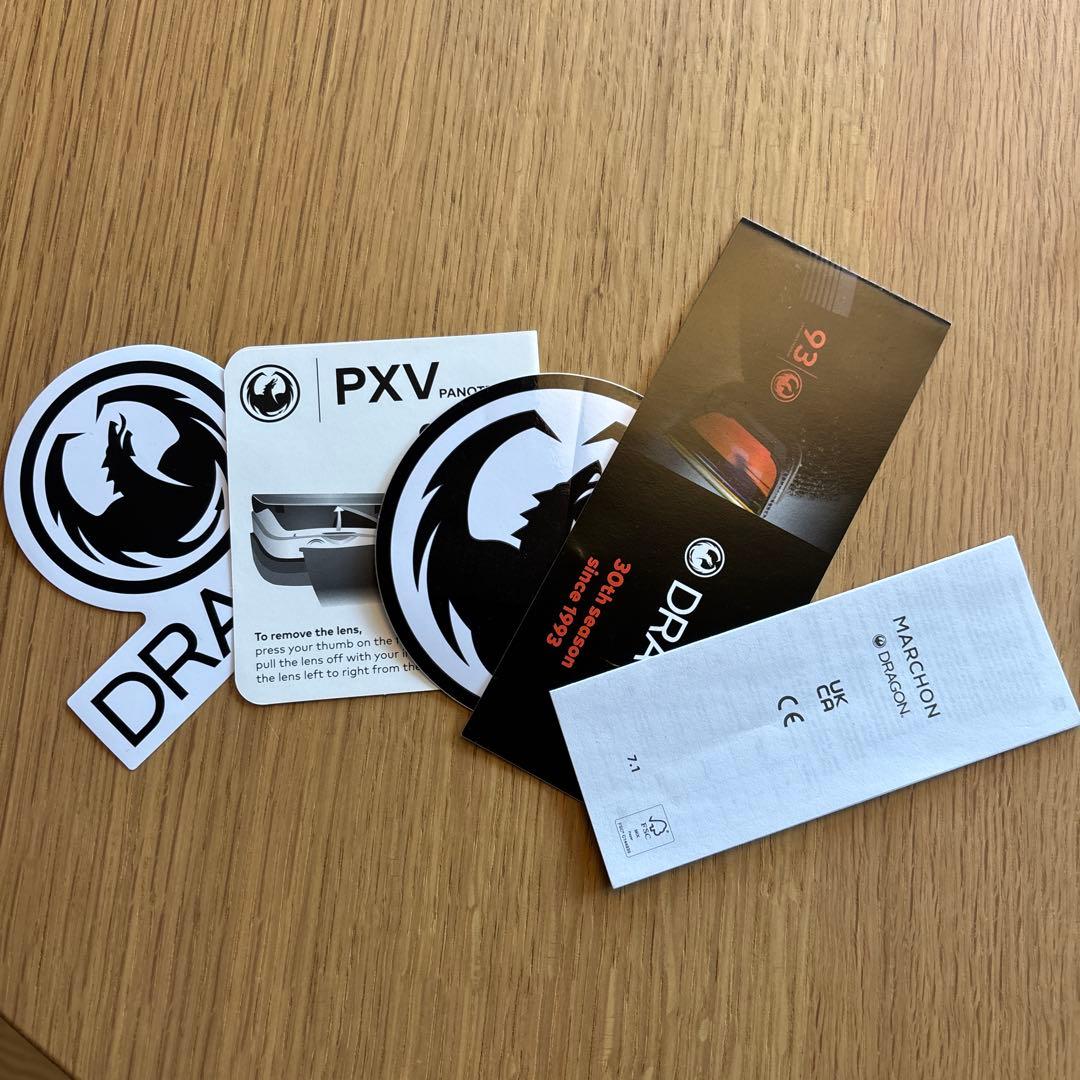 DRA
PXV
PANOT
To remove the lens,
press your thumb on the
pull the lens off with your
the lens left to right from the
93
30th season
since 1993
DRA
MARCHON
DRAGON.
UK
CA
CE
7.1
FSC
MIX